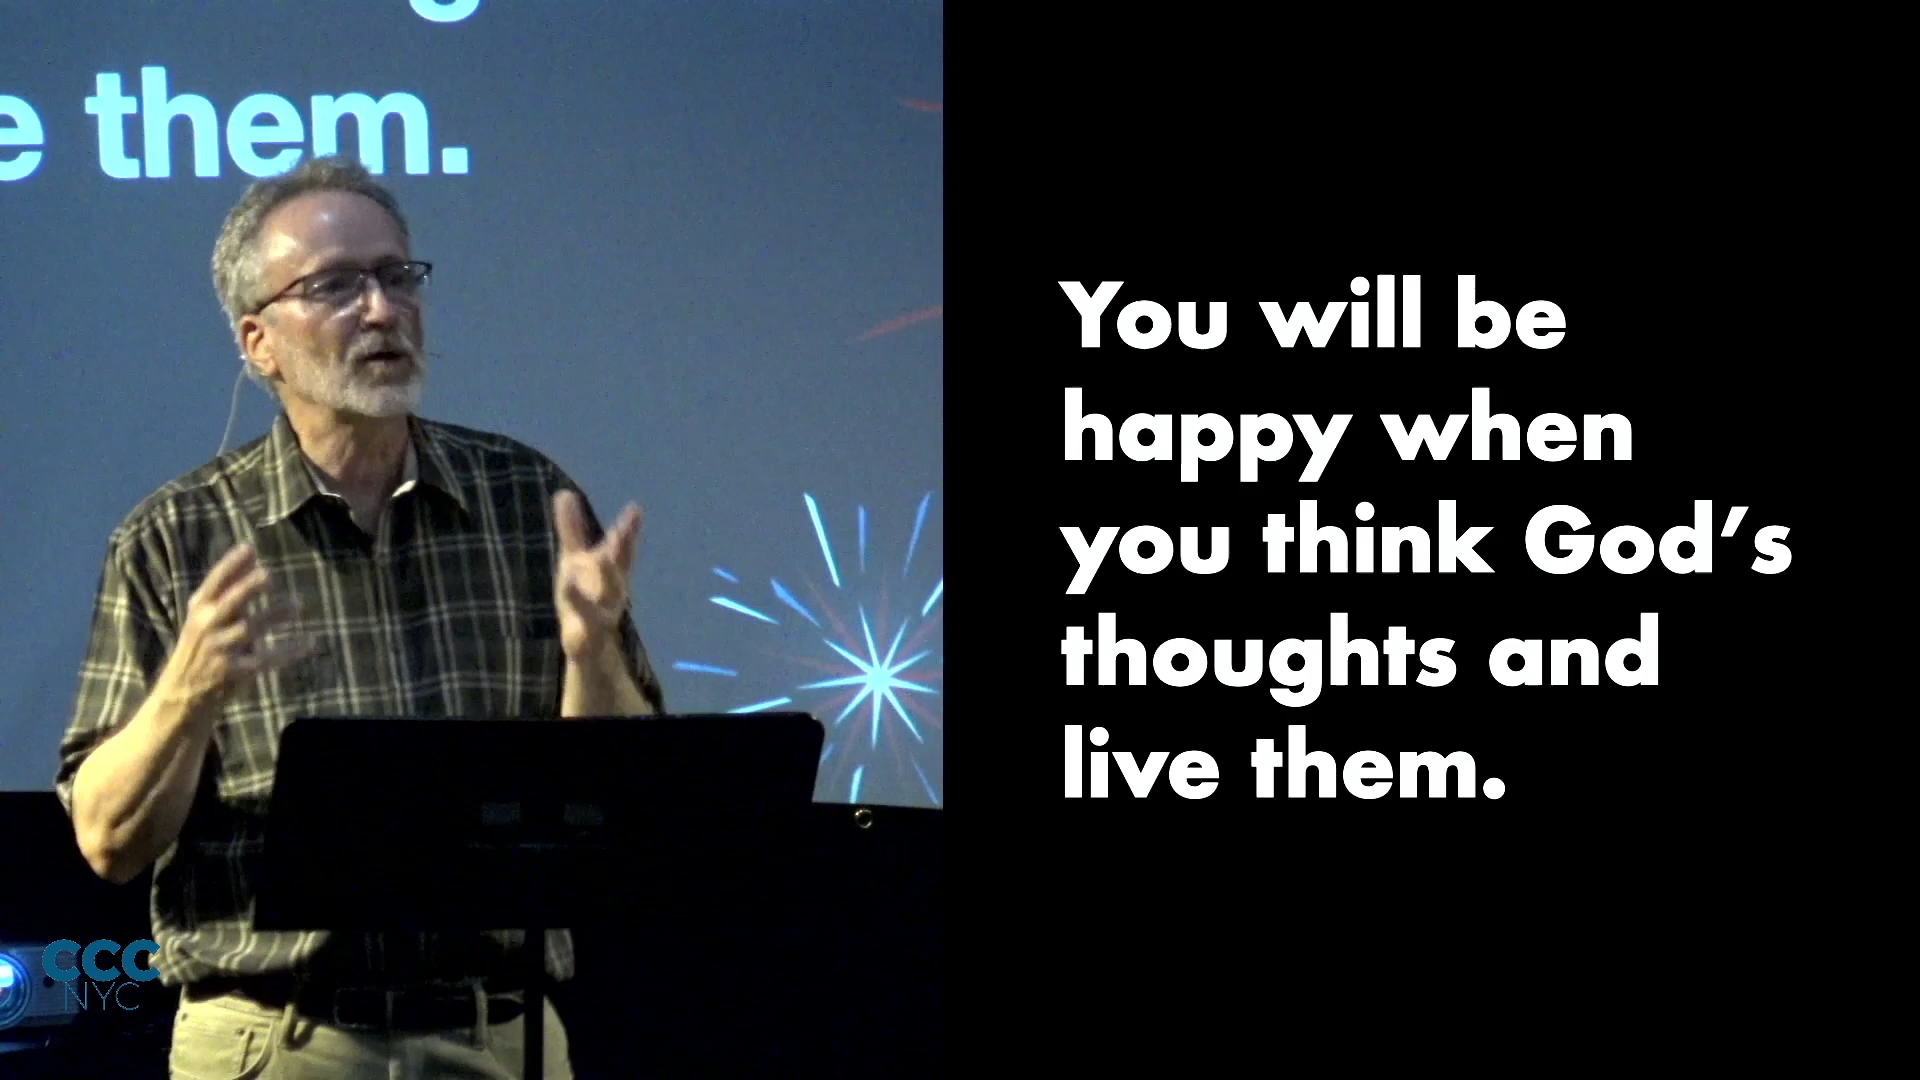 e them.
You will be
happy when
you think God's
thoughts and
live them.
CCC
NYC